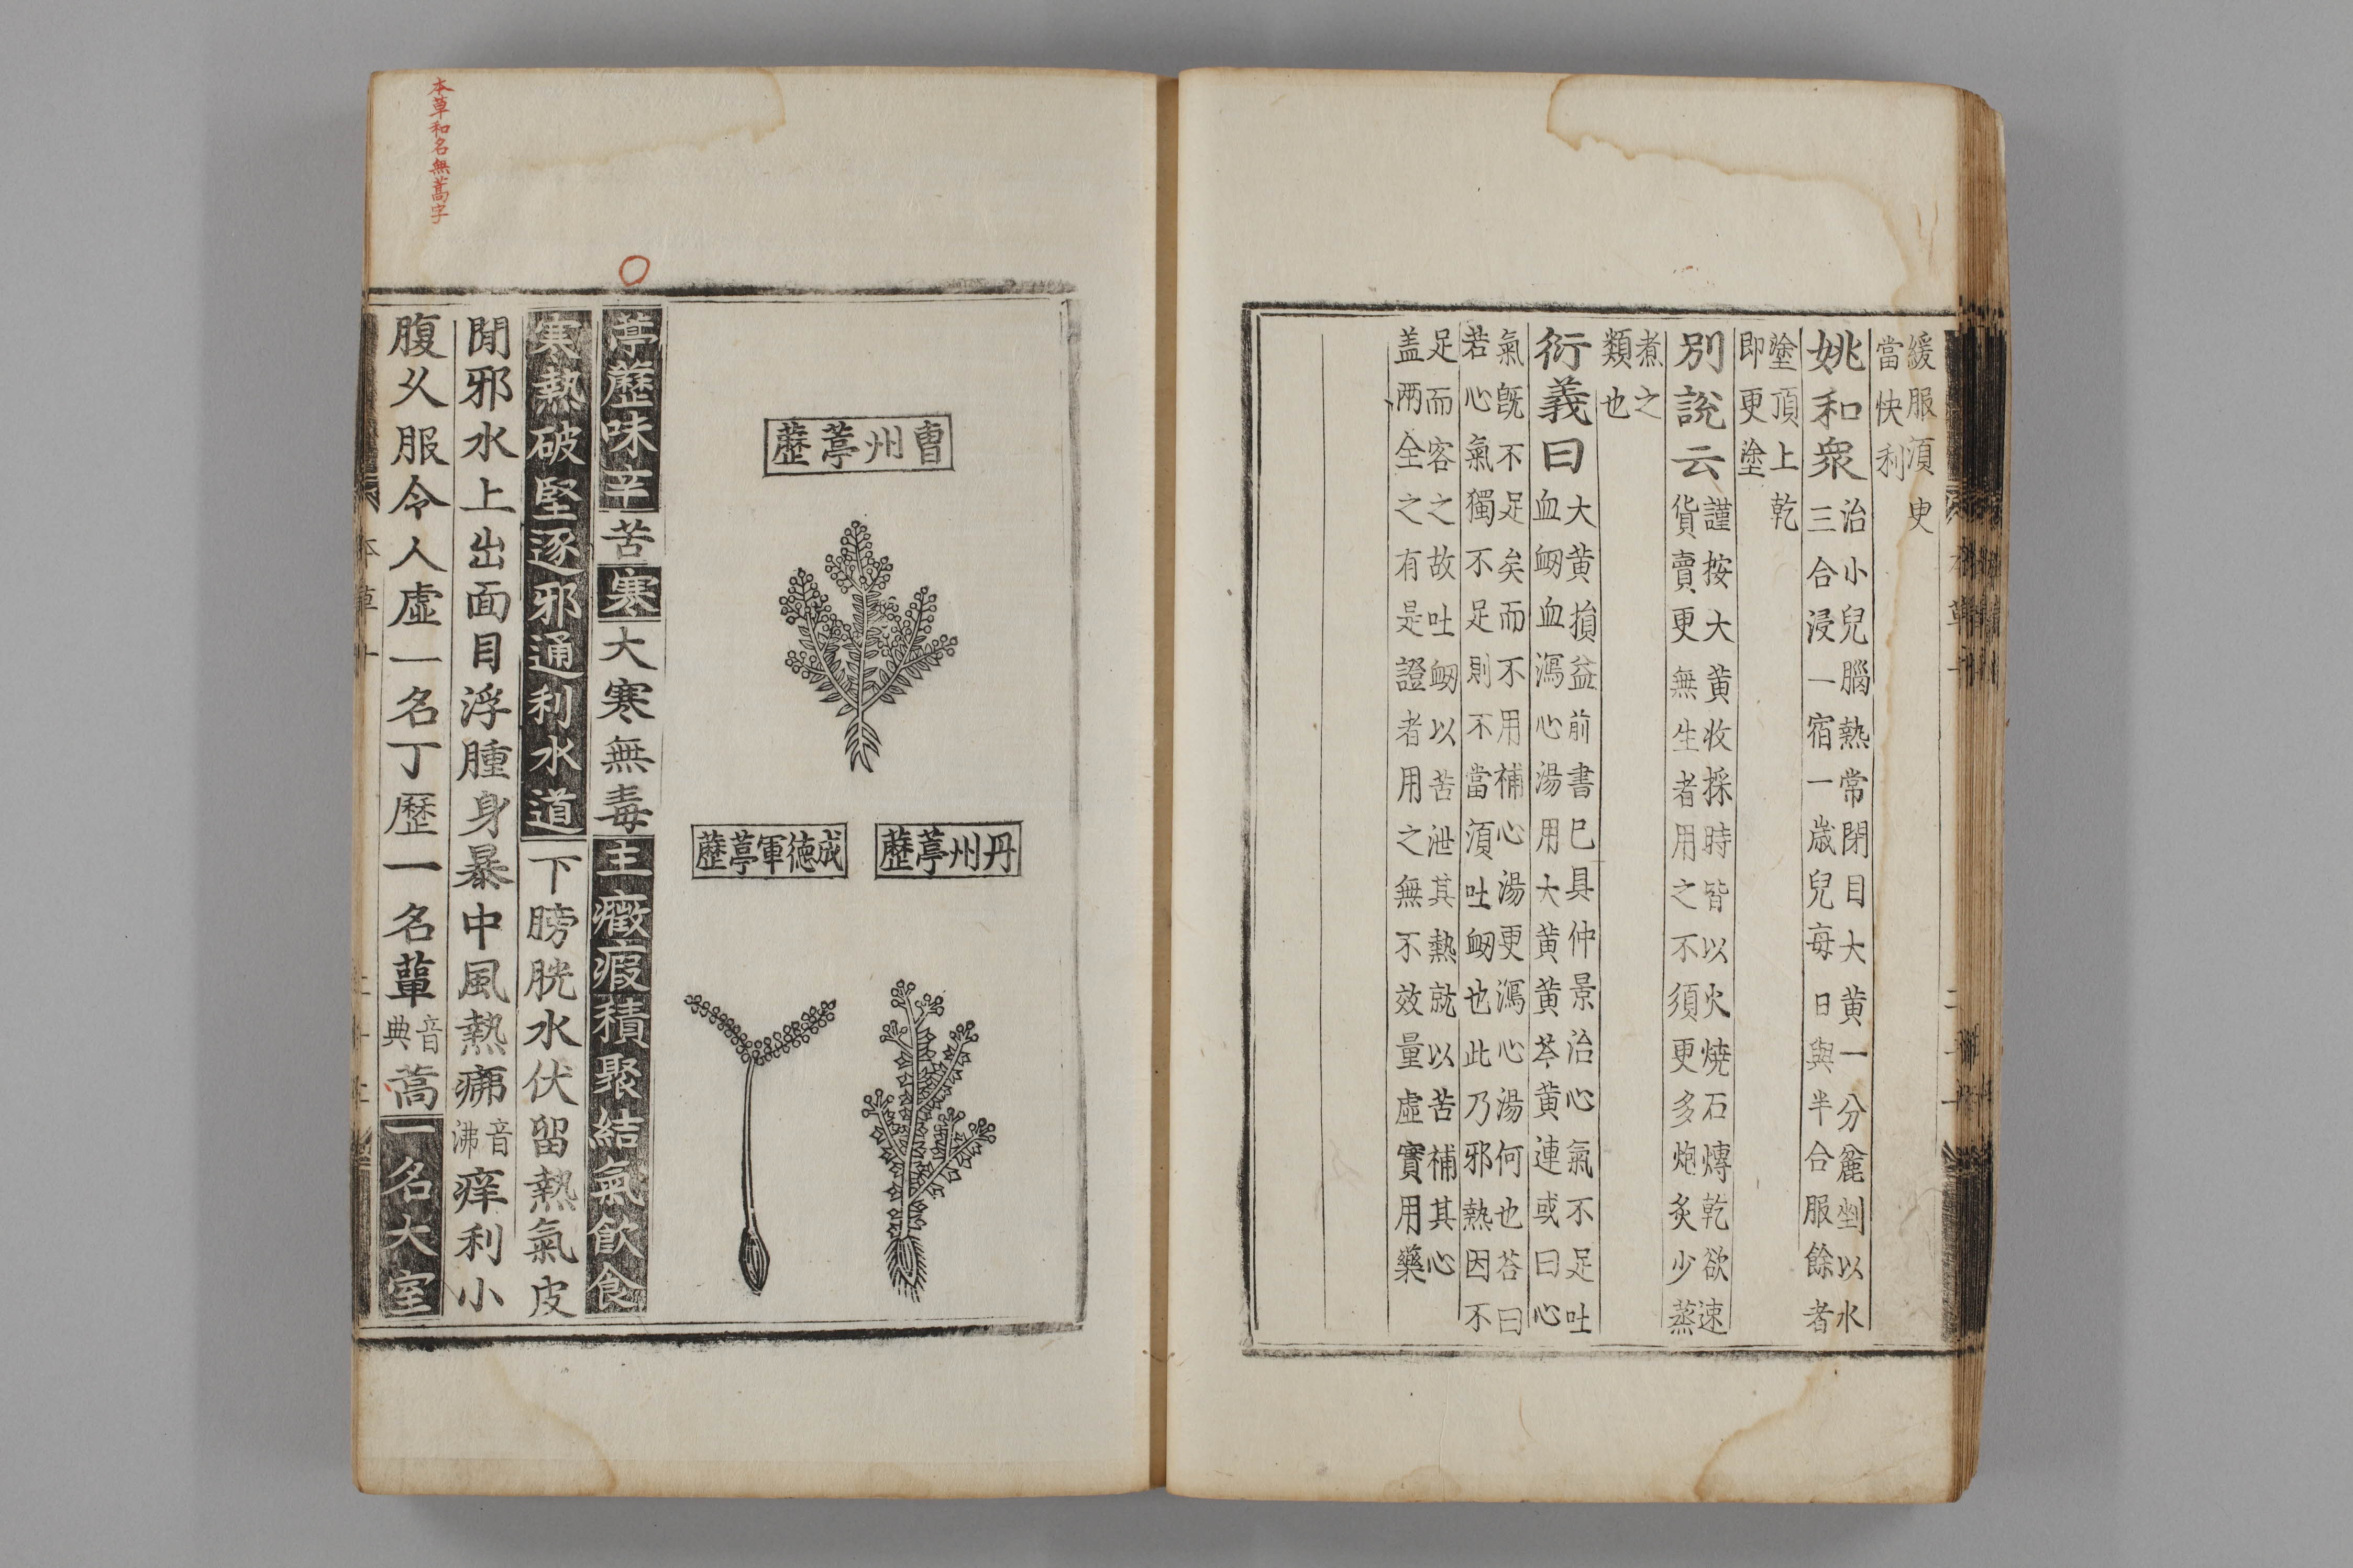 緩服湏臾
當快利
姚和衆治小兒腦熱常閉目大黄一分麁剉以水
三合浸一宿一歳兒毎日與半合服餘者
塗頂上乾
即更塗
別說云謹按大黄收採時皆以火燒石熁乾欲速
貨賣更無生者用之不須更多炮炙少蒸
煮之
類也
衍義曰大黄損益前書已具仲景治心氣不足吐
血衂血瀉心湯用大黄黄芩黄連或曰心
氣既不足矣而不用補心湯更瀉心湯何也荅曰
若心氣獨不足則不當湏吐衂也此乃邪熱因不
足而客之故吐衂以苦泄其熱就以苦補其心
盖兩全之有是證者用之無不效量虛實用藥
曹州葶藶
丹州葶藶
成德軍葶藶
葶藶味辛苦寒大寒無毒主癥瘕積聚結氣飲食
寒熱破堅逐邪通利水道下膀胱水伏留熱氣皮
閒邪水上出面目浮腫身暴中風熱疿音沸痒利小
腹乆服令人虛一名丁歷一名蕇音典蒿一名大室
本草和名無蒿字